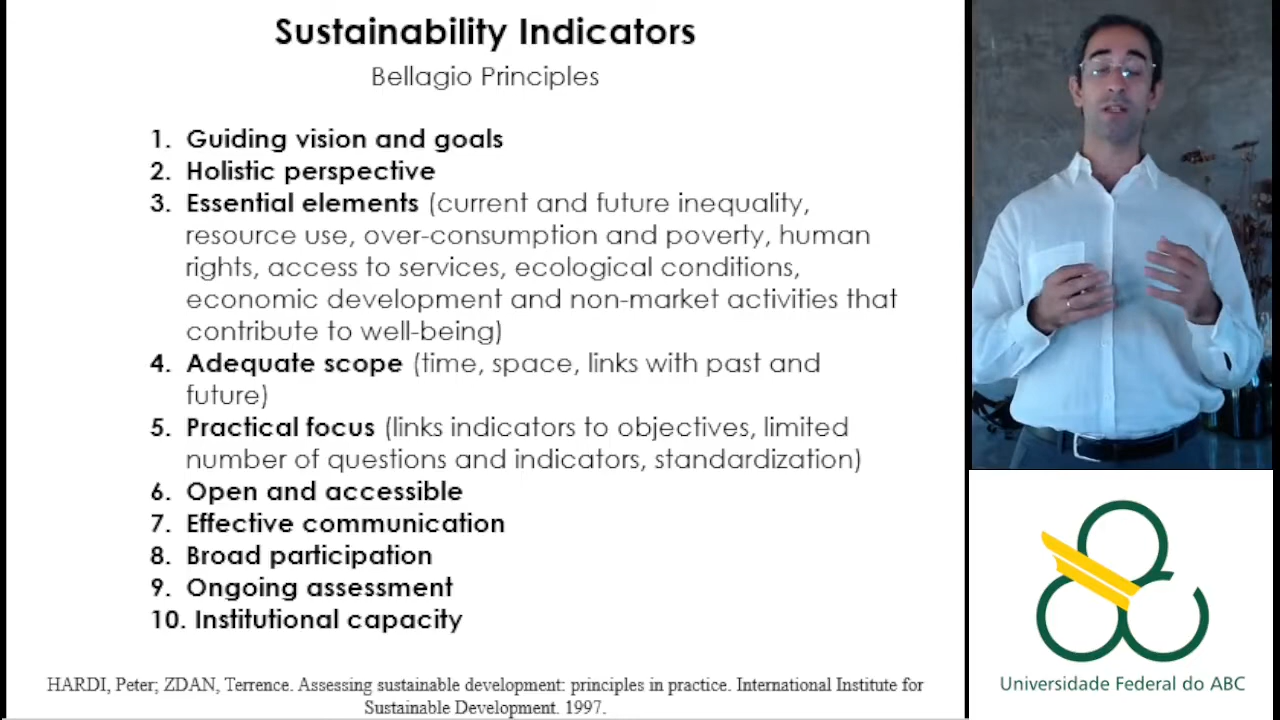 Sustainability Indicators
Bellagio Principles
1. Guiding vision and goals
2. Holistic perspective
3. Essential elements (current and future inequality,
resource use, over-consumption and poverty, human
rights, access to services, ecological conditions,
economic development and non-market activities that
contribute to well-being)
4. Adequate scope (time, space, links with past and
future)
5. Practical focus (links indicators to objectives, limited
number of questions and indicators, standardization)
6. Open and accessible
7. Effective communication
8. Broad participation
9. Ongoing assessment
10. Institutional capacity
HARDI, Peter; ZDAN, Terrence. Assessing sustainable development: principles in practice. International Institute for
Sustainable Development. 1997.
Universidade Federal do ABC